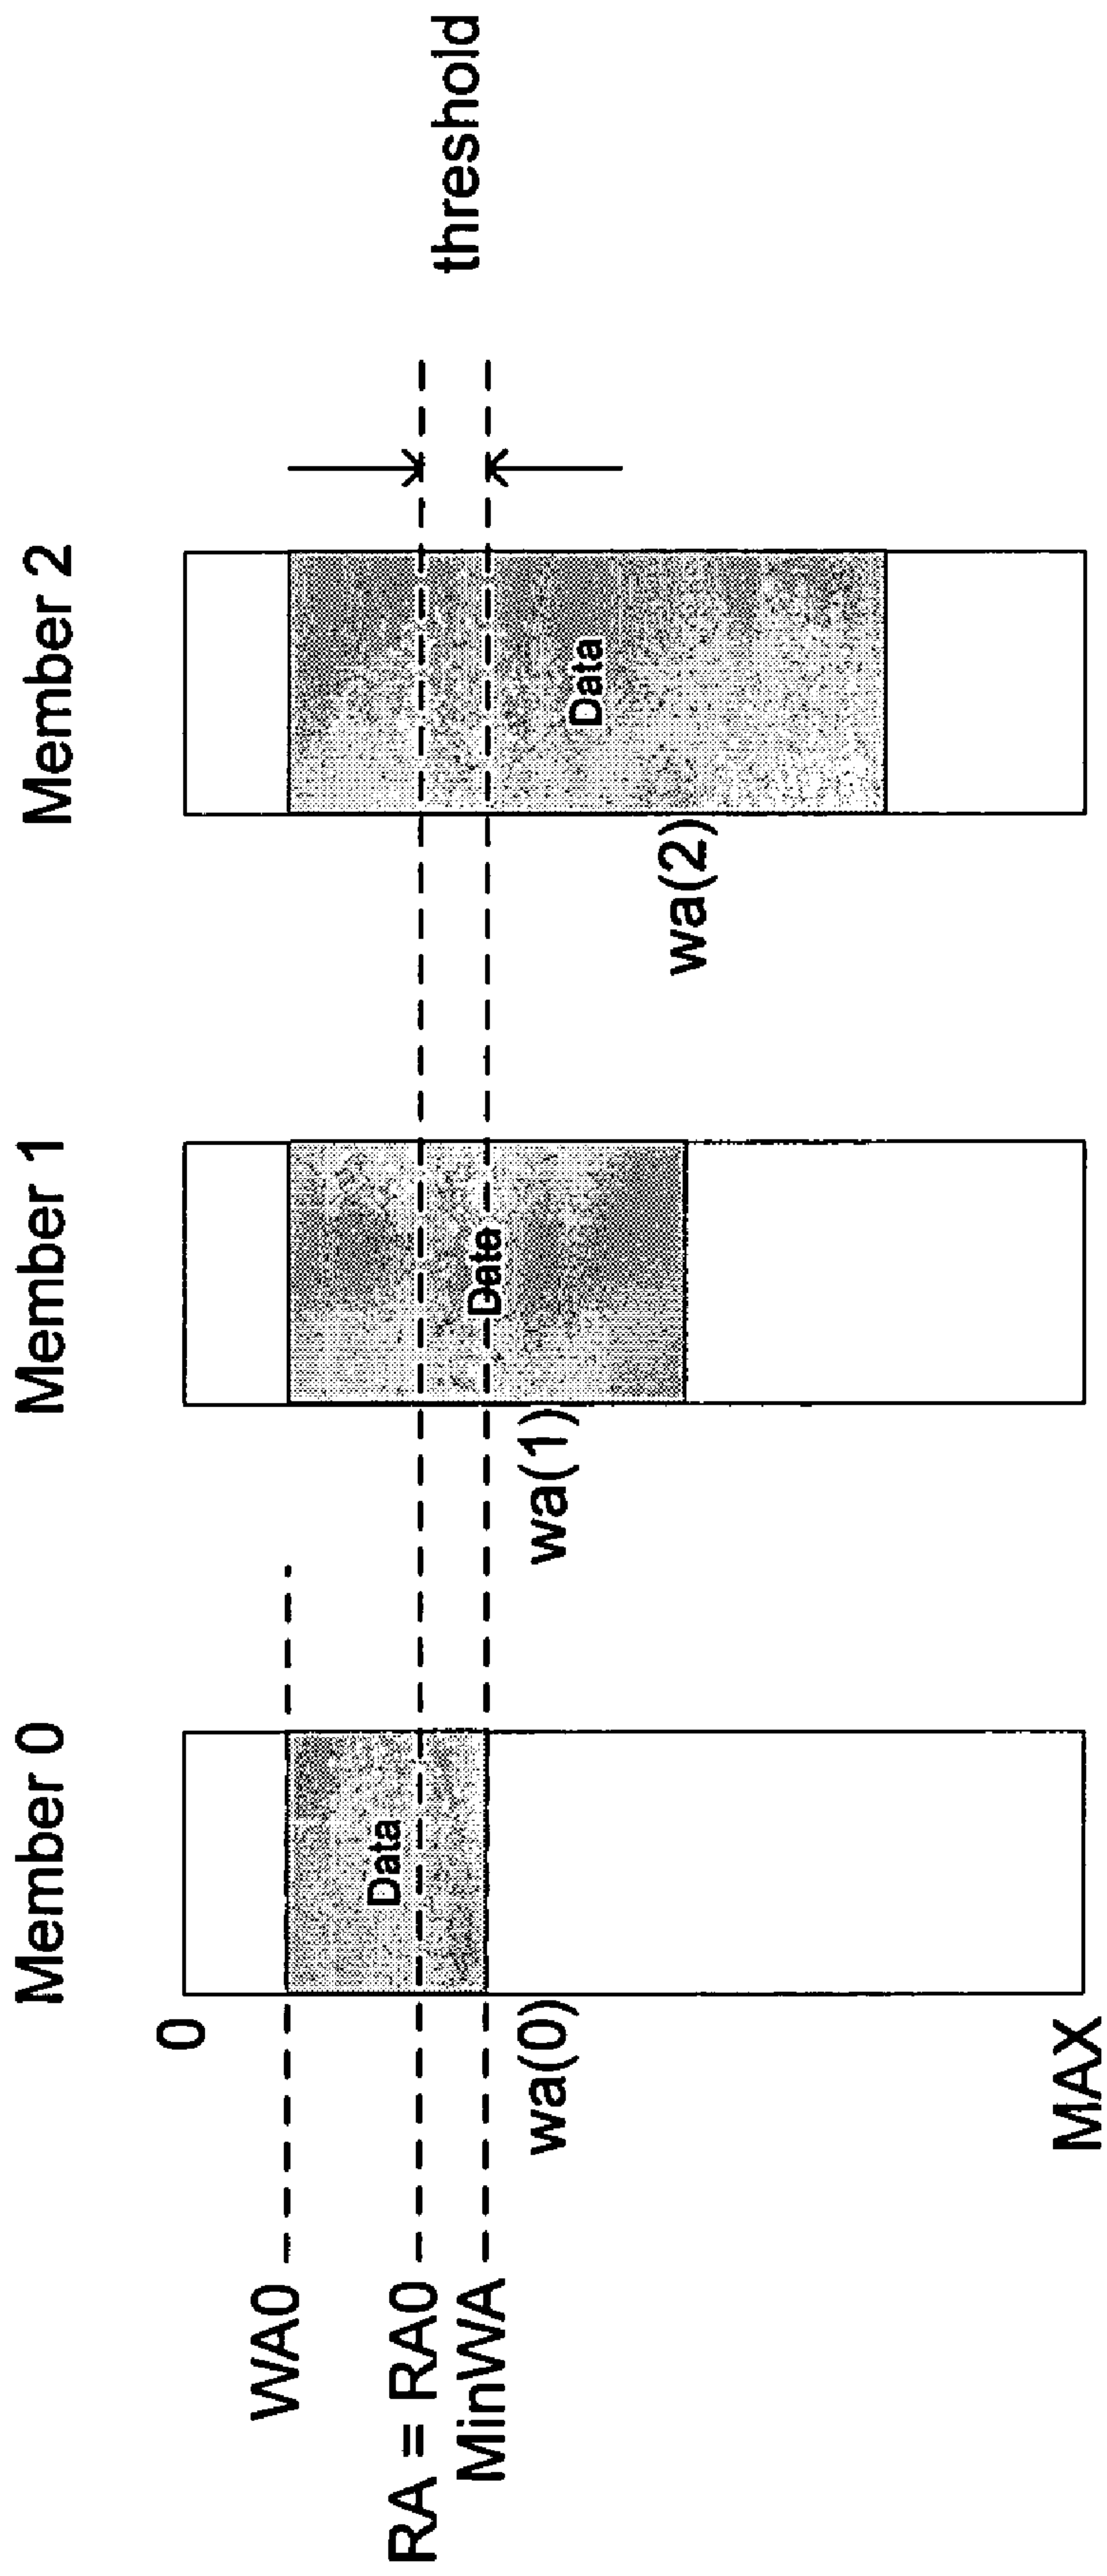 Member 0
Member 1
Member 2
0
WA0
RA = RA0
MinWA
threshold
Data
Data
Data
wa(0)
wa(1)
wa(2)
MAX